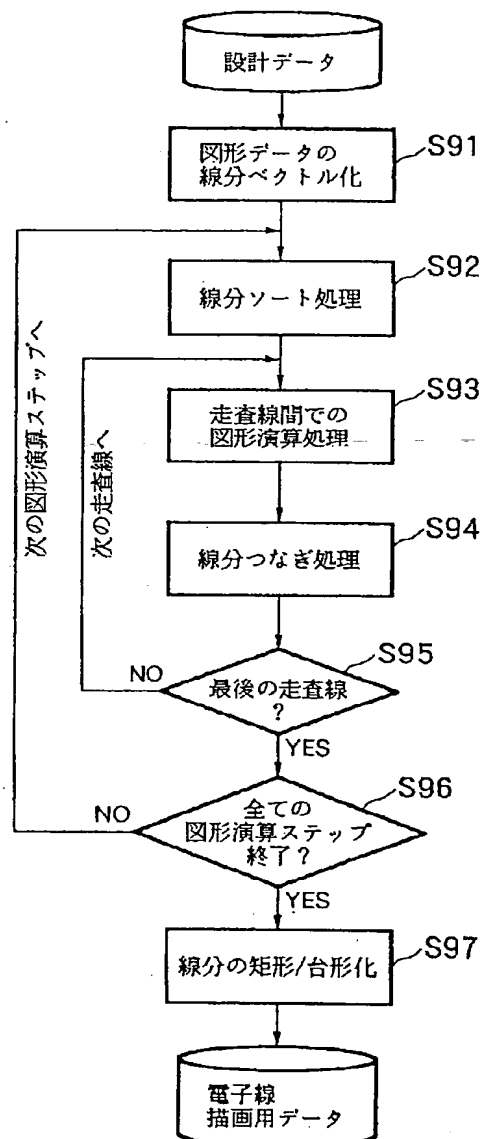 設計データ
図形データの
線分ベクトル化
S91
線分ソート処理
S92
走査線間での
図形演算処理
S93
線分つなぎ処理
S94
最後の走査線
?
S95
NO
YES
次の走査線へ
全ての
図形演算ステップ
終了?
S96
NO
YES
次の図形演算ステップへ
線分の矩形/台形化
S97
電子線
描画用データ